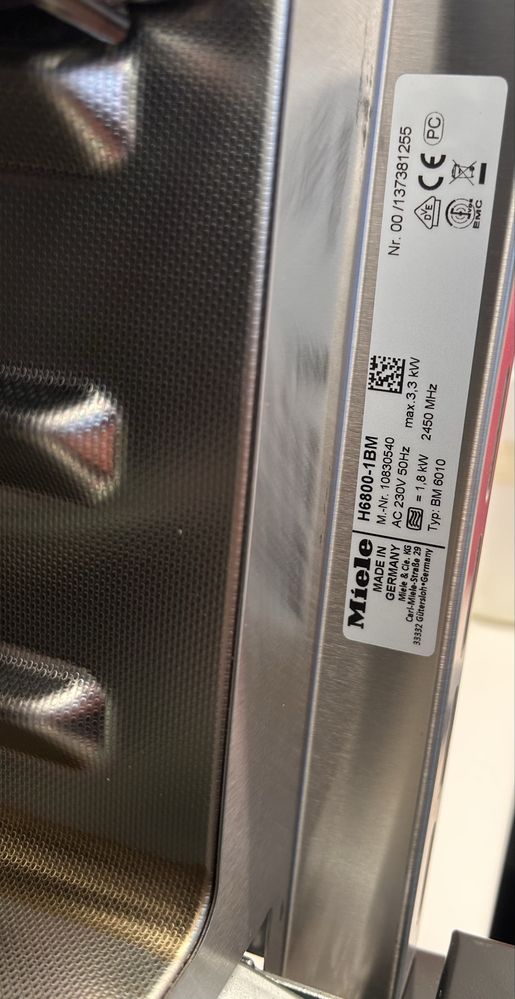 Miele
MADE IN
GERMANY
Miele & Cie. KG
Carl-Miele-Straße 29
33332 Gütersloh•Germany
H6800-1BM
M.-Nr. 10830540
AC 230V 50Hz max.3,3 kW
= 1,8 kW 2450 MHz
Typ: BM 6010
Nr. 00 /137381255
CE PC
DVE
EMC